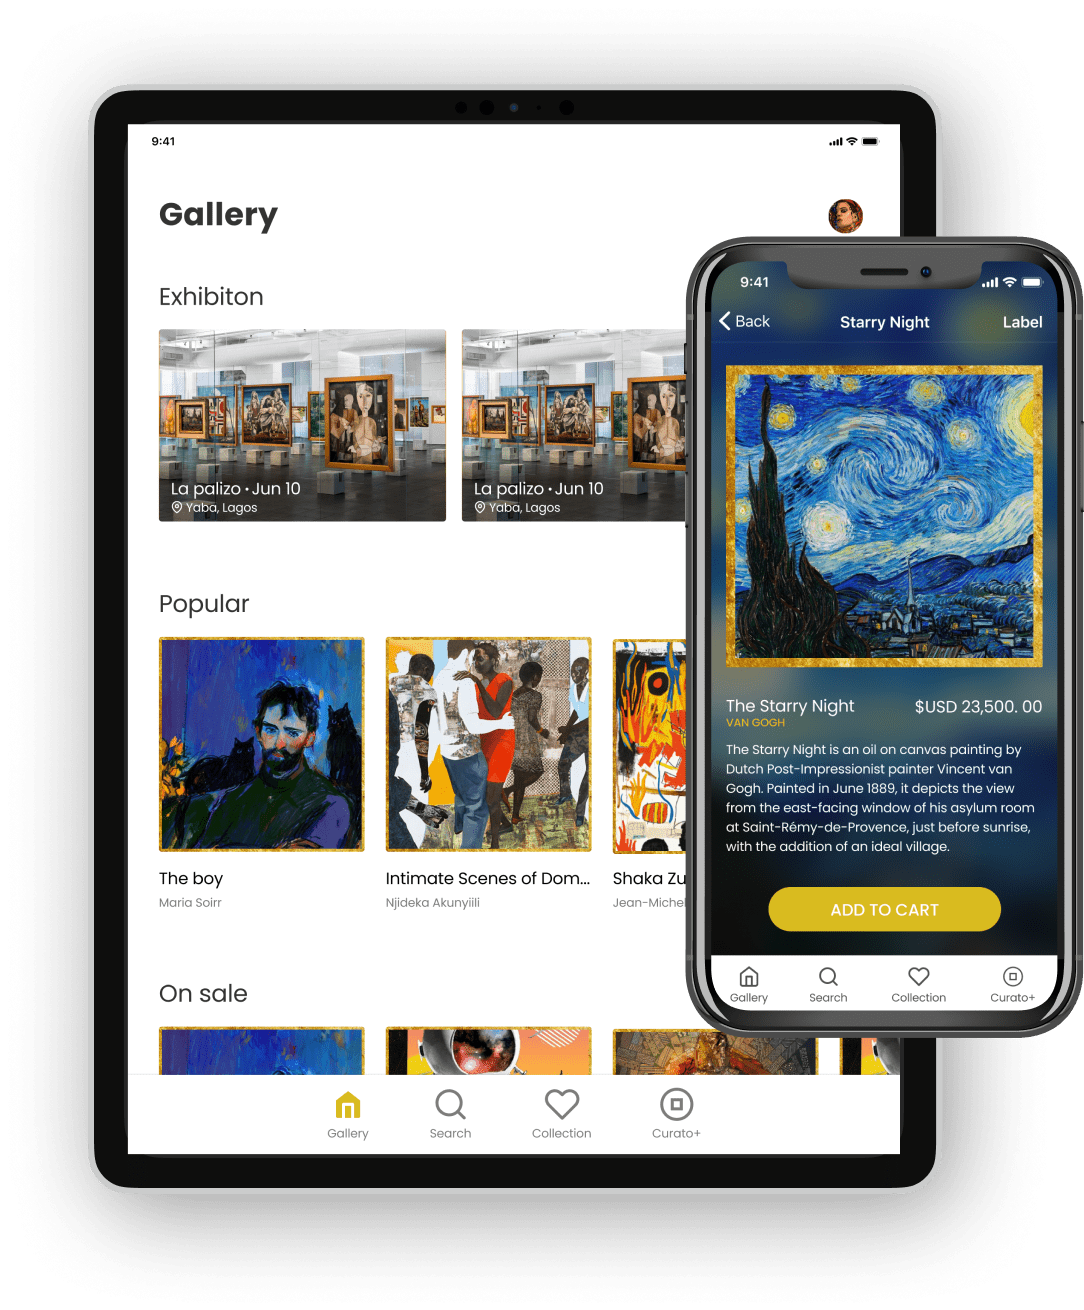 9:41
Gallery
Exhibiton
La palizo • Jun 10
Yaba, Lagos
La palizo • Jun 10
Yaba, Lagos
Popular
The boy
Maria Soirr
Intimate Scenes of Dom...
Njideka Akunyiili
Shaka Zu
Jean-Michel
On sale
Gallery
Search
Collection
Curato+
9:41
Back
Starry Night
Label
The Starry Night
$USD 23,500. 00
VAN GOGH
The Starry Night is an oil on canvas painting by
Dutch Post-Impressionist painter Vincent van
Gogh. Painted in June 1889, it depicts the view
from the east-facing window of his asylum room
at Saint-Rémy-de-Provence, just before sunrise,
with the addition of an ideal village.
ADD TO CART
Gallery
Search
Collection
Curato+